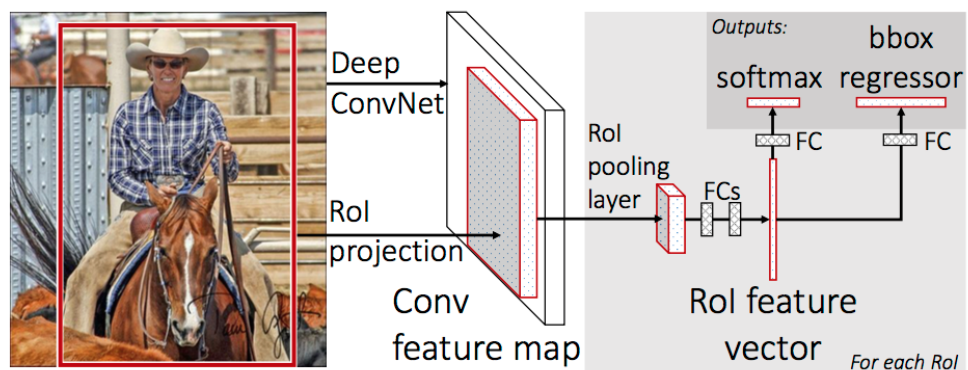 Deep
ConvNet
RoI
projection
Conv
feature map
RoI
pooling
layer
FCs
RoI feature
vector
For each RoI
Outputs:
softmax
bbox
regressor
FC
FC